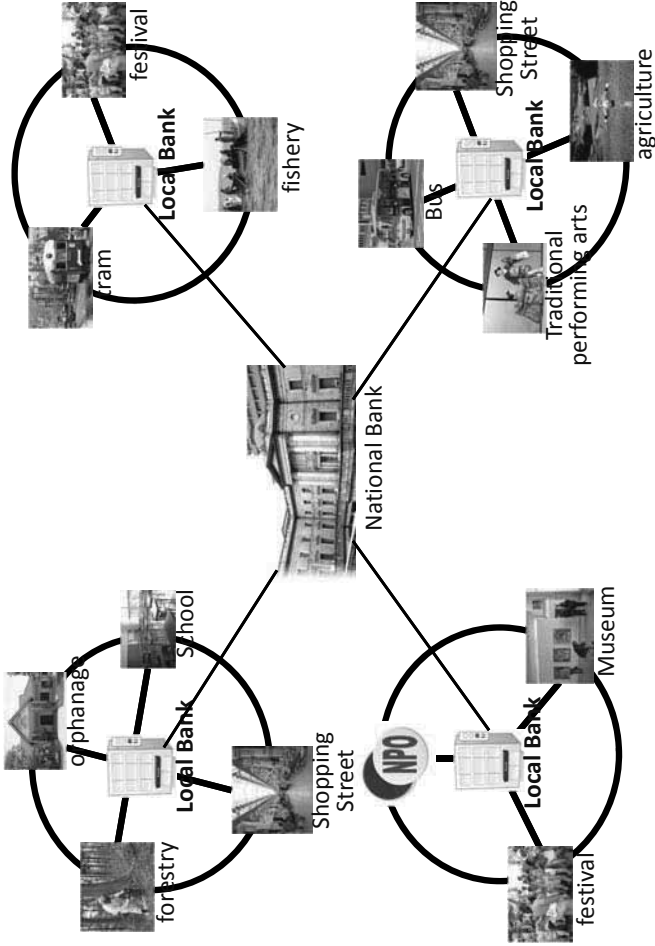 orphanage
forestry
School
Local Bank
Shopping
Street
tram
festival
Local Bank
fishery
National Bank
NPO
Local Bank
festival
Museum
Bus
Shopping
Street
Local Bank
Traditional
performing arts
agriculture